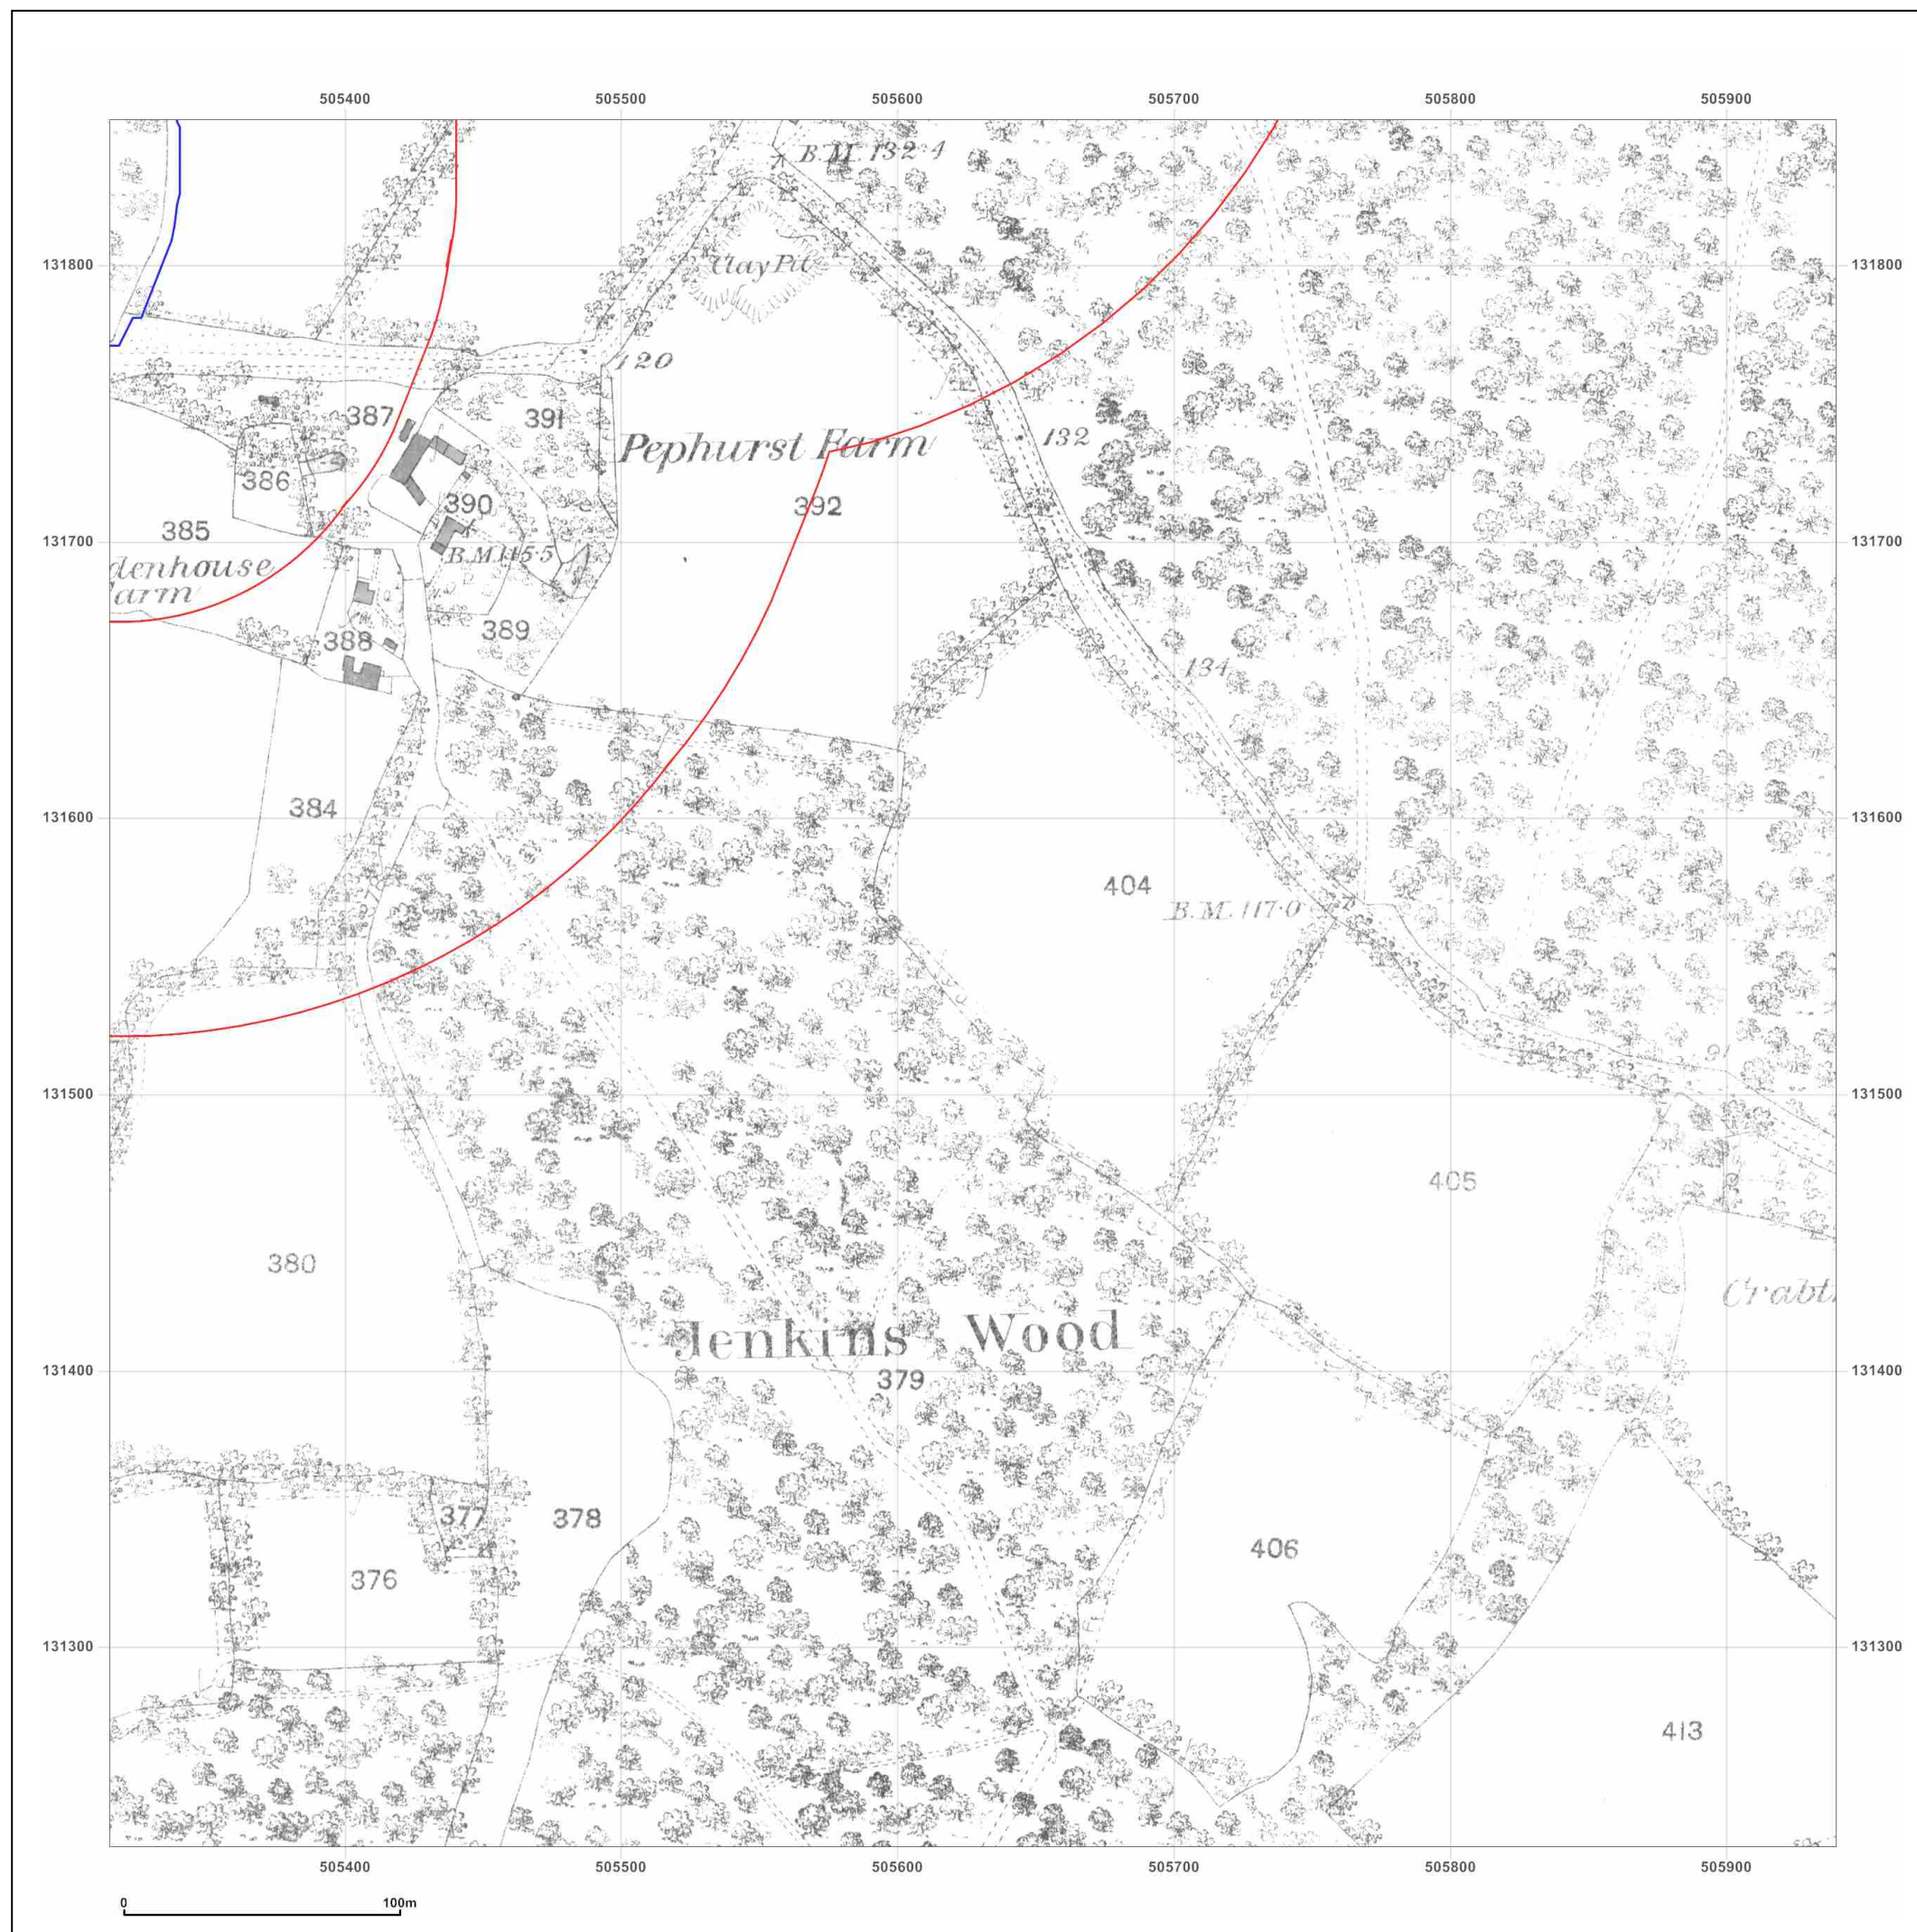 505400 505500 505600 505700 505800 505900
B.M. 132·4
131800 Clay Pit 131800
120
387 391
Pephurst Farm 132
386 390 392
385
131700 B.M. 115·5 131700
denhouse
arm
388 389
134
384
131600 131600
404
B.M. 117·0
91
131500 131500
405
380
Crabt
Jenkins Wood
131400 379 131400
377 378
376 406
131300 131300
413
505400 505500 505600 505700 505800 505900
0 100m